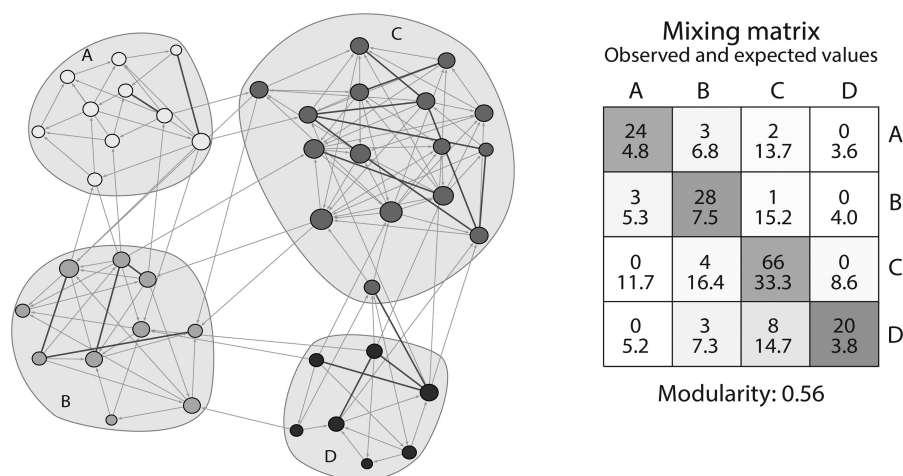 A
B
C
D
Mixing matrix
Observed and expected values
A B C D
24 3 2 0 A
4.8 6.8 13.7 3.6
3 28 1 0 B
5.3 7.5 15.2 4.0
0 4 66 0 C
11.7 16.4 33.3 8.6
0 3 8 20 D
5.2 7.3 14.7 3.8
Modularity: 0.56